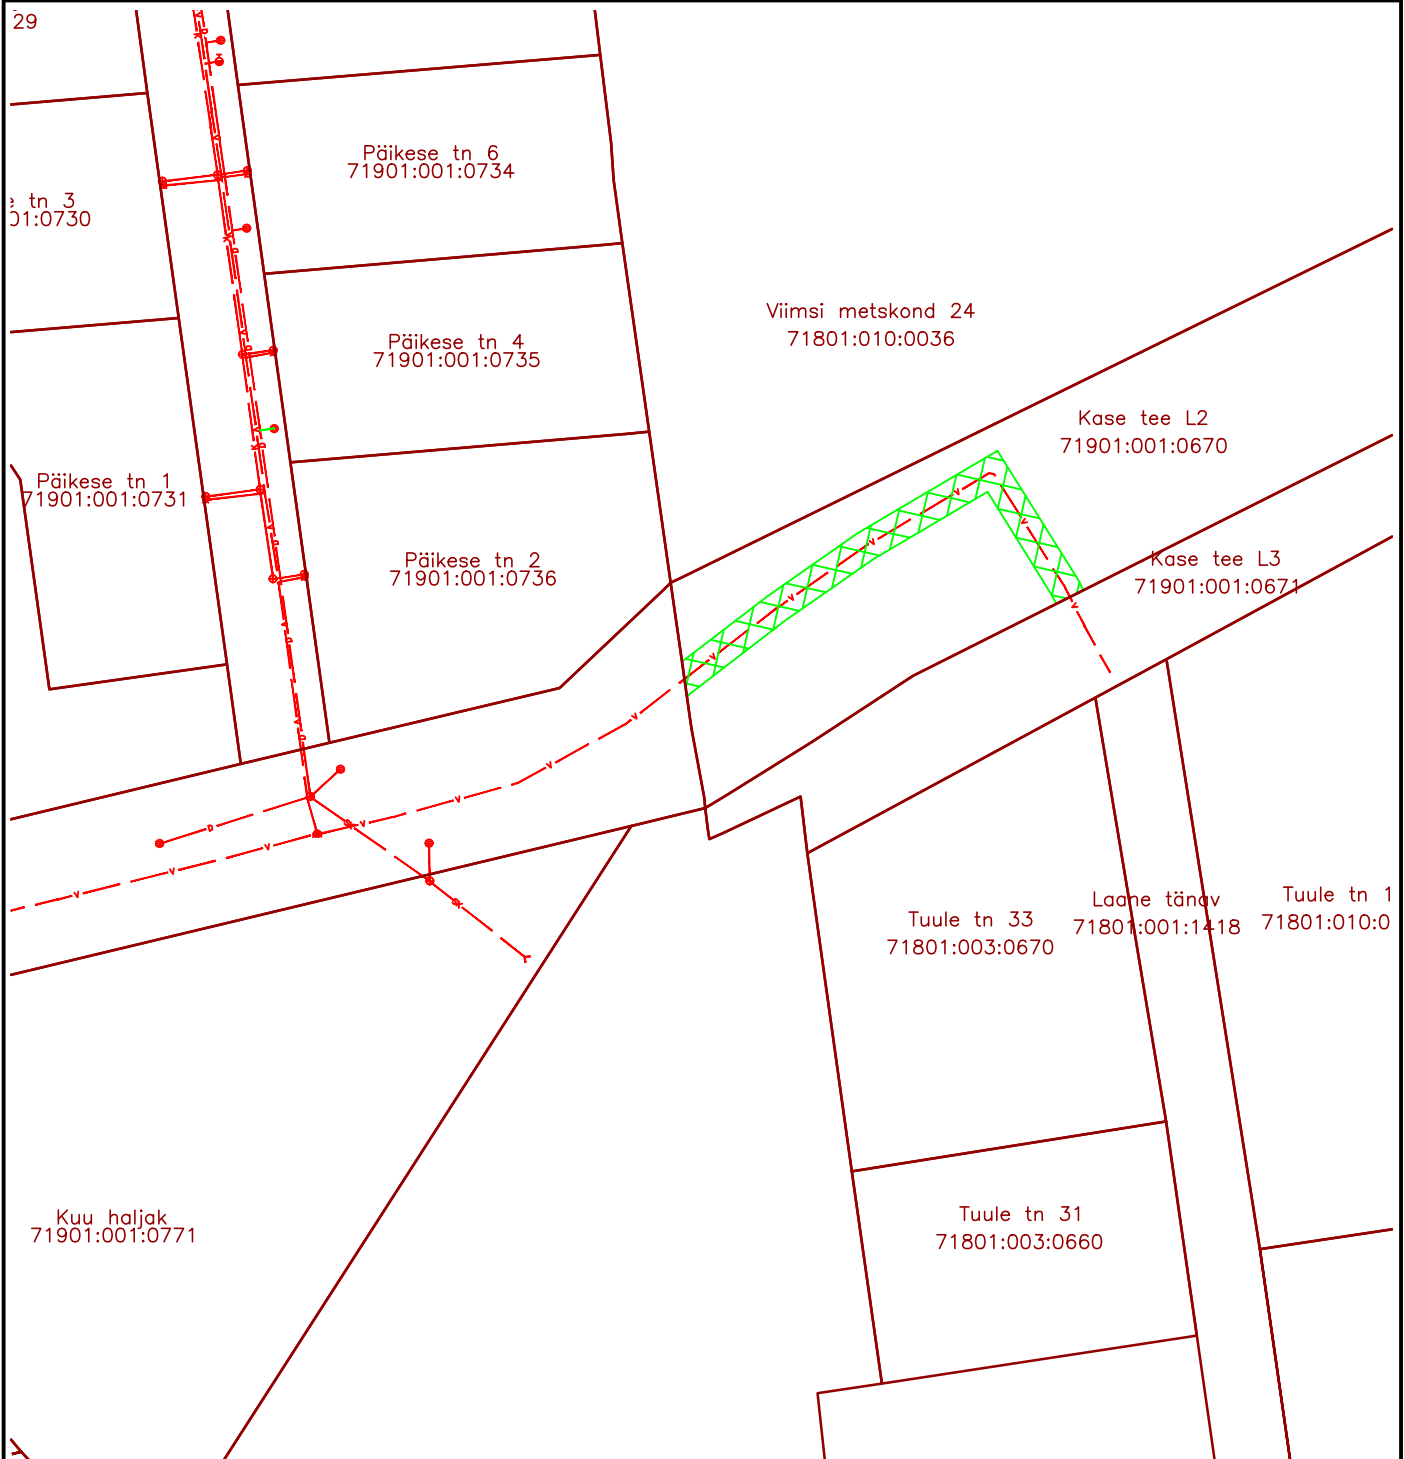 29
Päikese tn 6
71901:001:0734
tn 3
01:0730
Viimsi metskond 24
71801:010:0036
Päikese tn 4
71901:001:0735
Kase tee L2
71901:001:0670
Päikese tn 1
71901:001:0731
Päikese tn 2
71901:001:0736
Kase tee L3
71901:001:0671
Laane tänav
71801:001:1418
Tuule tn 1
71801:010:0
Tuule tn 33
71801:003:0670
Kuu haljak
71901:001:0771
Tuule tn 31
71801:003:0660